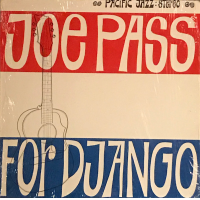 PACIFIC JAZZ: STEREO
JOE PASS
FOR DJANGO